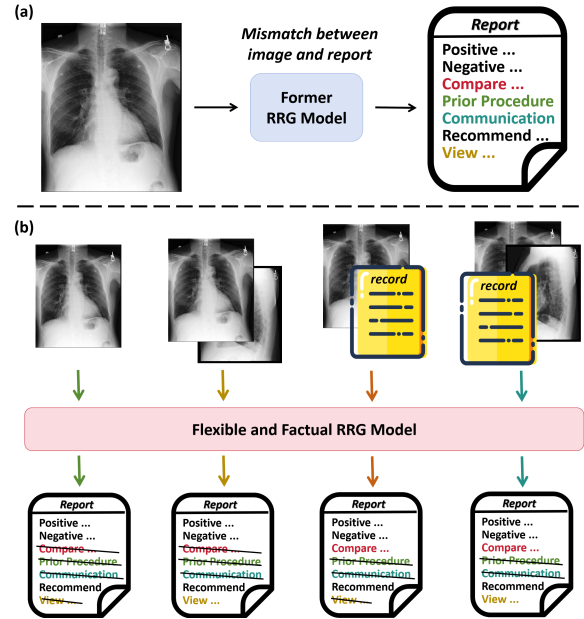 (a)
Mismatch between
image and report
Former
RRG Model
Report
Positive ...
Negative ...
Compare ...
Prior Procedure
Communication
Recommend ...
View ...
(b)
record
record
Flexible and Factual RRG Model
Report
Positive ...
Negative ...
Compare ...
Prior Procedure
Communication
Recommend
View ...
Report
Positive ...
Negative ...
Compare ...
Prior Procedure
Communication
Recommend
View ...
Report
Positive ...
Negative ...
Compare ...
Prior Procedure
Communication
Recommend
View ...
Report
Positive ...
Negative ...
Compare ...
Prior Procedure
Communication
Recommend
View ...